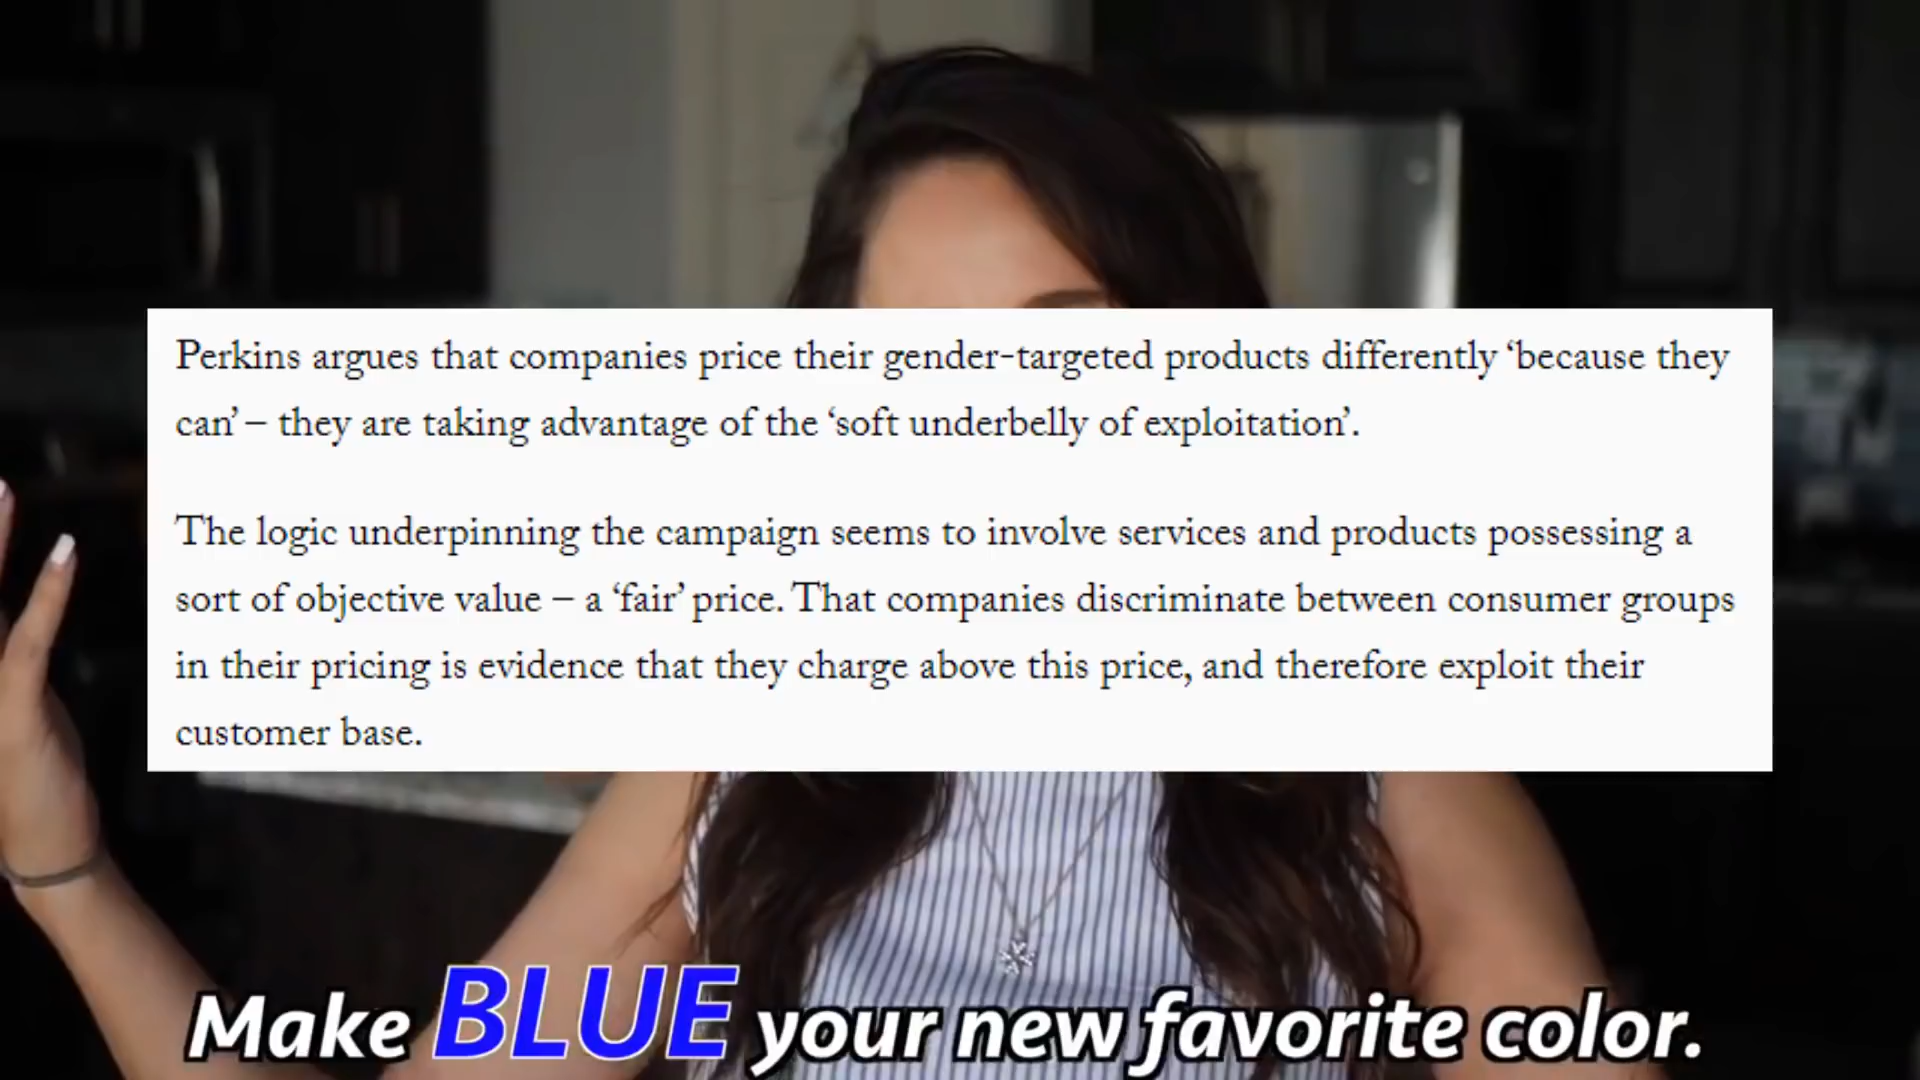 Perkins argues that companies price their gender-targeted products differently ‘because they
can’ – they are taking advantage of the ‘soft underbelly of exploitation’.
The logic underpinning the campaign seems to involve services and products possessing a
sort of objective value – a ‘fair’ price. That companies discriminate between consumer groups
in their pricing is evidence that they charge above this price, and therefore exploit their
customer base.
Make BLUE your new favorite color.